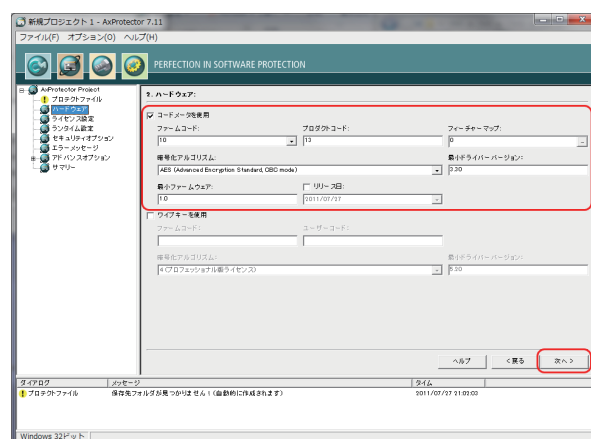 新規プロジェクト 1 - AxProtector 7.11
ファイル(F) オプション(O) ヘルプ(H)
PERFECTION IN SOFTWARE PROTECTION
AxProtector Project
プロテクトファイル
ハードウェア
ライセンス設定
ランタイム設定
セキュリティオプション
エラーメッセージ
アドバンスオプション
サマリー
2. ハードウェア:
コードメータを使用
ファームコード: プロダクトコード: フィーチャーマップ:
10 13 0
暗号化アルゴリズム: 最小ドライバーバージョン:
AES (Advanced Encryption Standard, CBC mode) 3.30
最小ファームウェア: リリース日:
1.0 2011/07/27
ワイブキーを使用
ファームコード: ユーザーコード:
暗号化アルゴリズム: 最小ドライバーバージョン:
4 (プロフェッショナル版ライセンス) 5.20
ヘルプ < 戻る 次へ >
ダイアログ メッセージ タイム
プロテクトファイル 保存先フォルダが見つかりません！(自動的に作成されます) 2011/07/27 21:02:03
Windows 32ビット